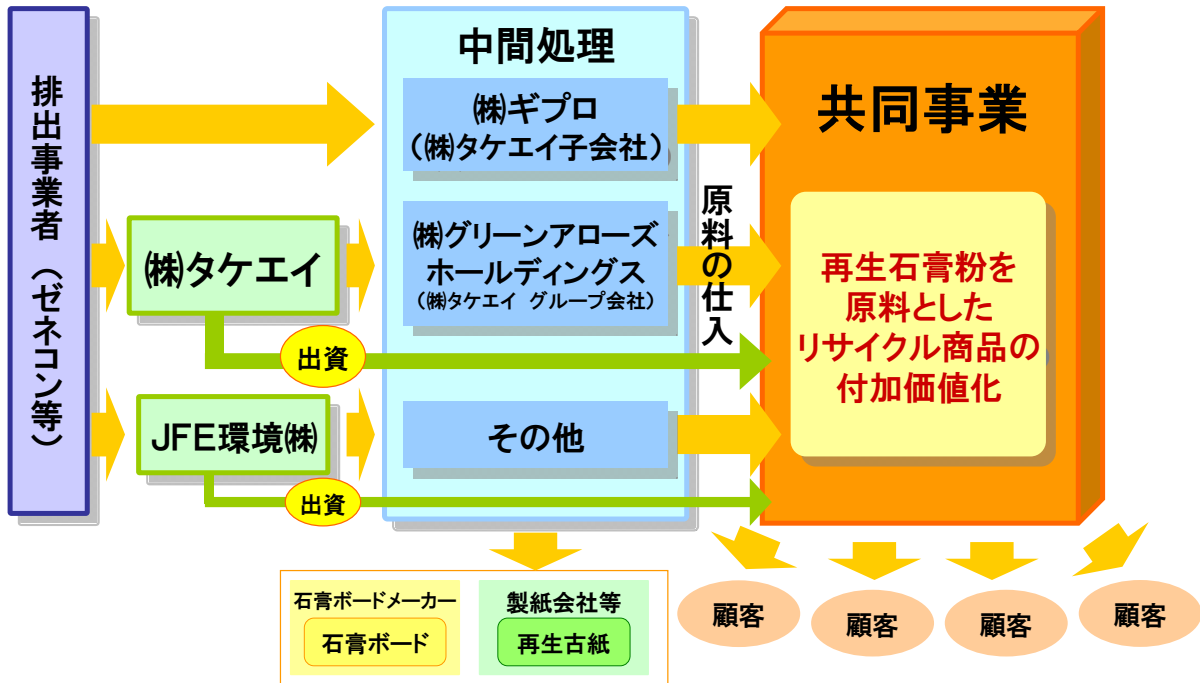 排出事業者（ゼネコン等）
中間処理
㈱ギプロ
（㈱タケエイ子会社）
㈱タケエイ
㈱グリーンアローズ
ホールディングス
（㈱タケエイ グループ会社）
出資
JFE環境㈱
その他
出資
原料の仕入
共同事業
再生石膏粉を
原料とした
リサイクル商品の
付加価値化
石膏ボードメーカー
石膏ボード
製紙会社等
再生古紙
顧客
顧客
顧客
顧客